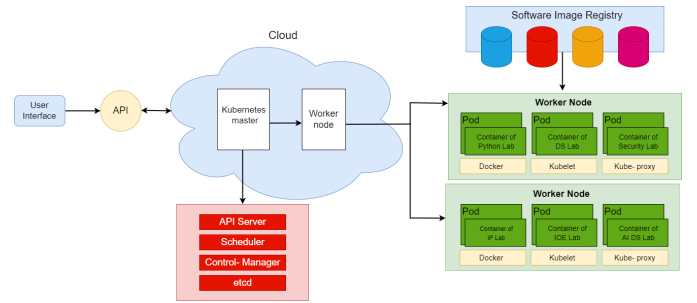 Software Image Registry
Cloud
User
Interface
API
Kubernetes
master
Worker
node
Worker Node
Pod
Container of
Python Lab
Pod
Container of
DS Lab
Pod
Container of
Security Lab
Docker
Kubelet
Kube- proxy
Worker Node
Pod
Container of
IP Lab
Pod
Container of
IOE Lab
Pod
Container of
AI DS Lab
Docker
Kubelet
Kube- proxy
API Server
Scheduler
Control- Manager
etcd